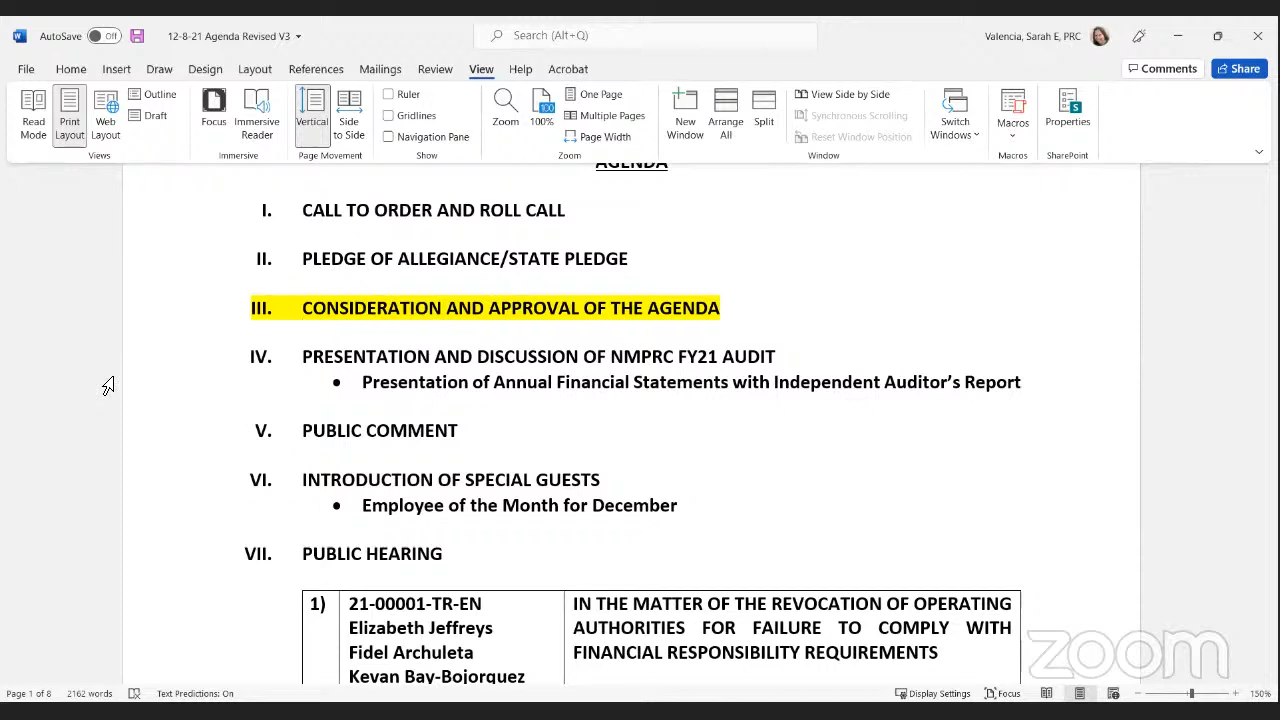 AutoSave Off 12-8-21 Agenda Revised V3 Search (Alt+Q) Valencia, Sarah E, PRC
File Home Insert Draw Design Layout References Mailings Review View Help Acrobat Comments Share
Read Mode
Print Layout
Web Layout
Outline
Draft
Views
Focus
Immersive Reader
Immersive
Vertical
Side to Side
Page Movement
Ruler
Gridlines
Navigation Pane
Show
Zoom
100
100%
One Page
Multiple Pages
Page Width
Zoom
New Window
Arrange All
Split
View Side by Side
Synchronous Scrolling
Reset Window Position
Window
Switch Windows
Macros
Macros
Properties
SharePoint
AGENDA
I. CALL TO ORDER AND ROLL CALL
II. PLEDGE OF ALLEGIANCE/STATE PLEDGE
III. CONSIDERATION AND APPROVAL OF THE AGENDA
IV. PRESENTATION AND DISCUSSION OF NMPRC FY21 AUDIT
• Presentation of Annual Financial Statements with Independent Auditor’s Report
V. PUBLIC COMMENT
VI. INTRODUCTION OF SPECIAL GUESTS
• Employee of the Month for December
VII. PUBLIC HEARING
1) 21-00001-TR-EN IN THE MATTER OF THE REVOCATION OF OPERATING
Elizabeth Jeffreys AUTHORITIES FOR FAILURE TO COMPLY WITH
Fidel Archuleta FINANCIAL RESPONSIBILITY REQUIREMENTS
Kevan Bay-Bojorquez
zoom
Page 1 of 8 2162 words Text Predictions: On Display Settings Focus 150%